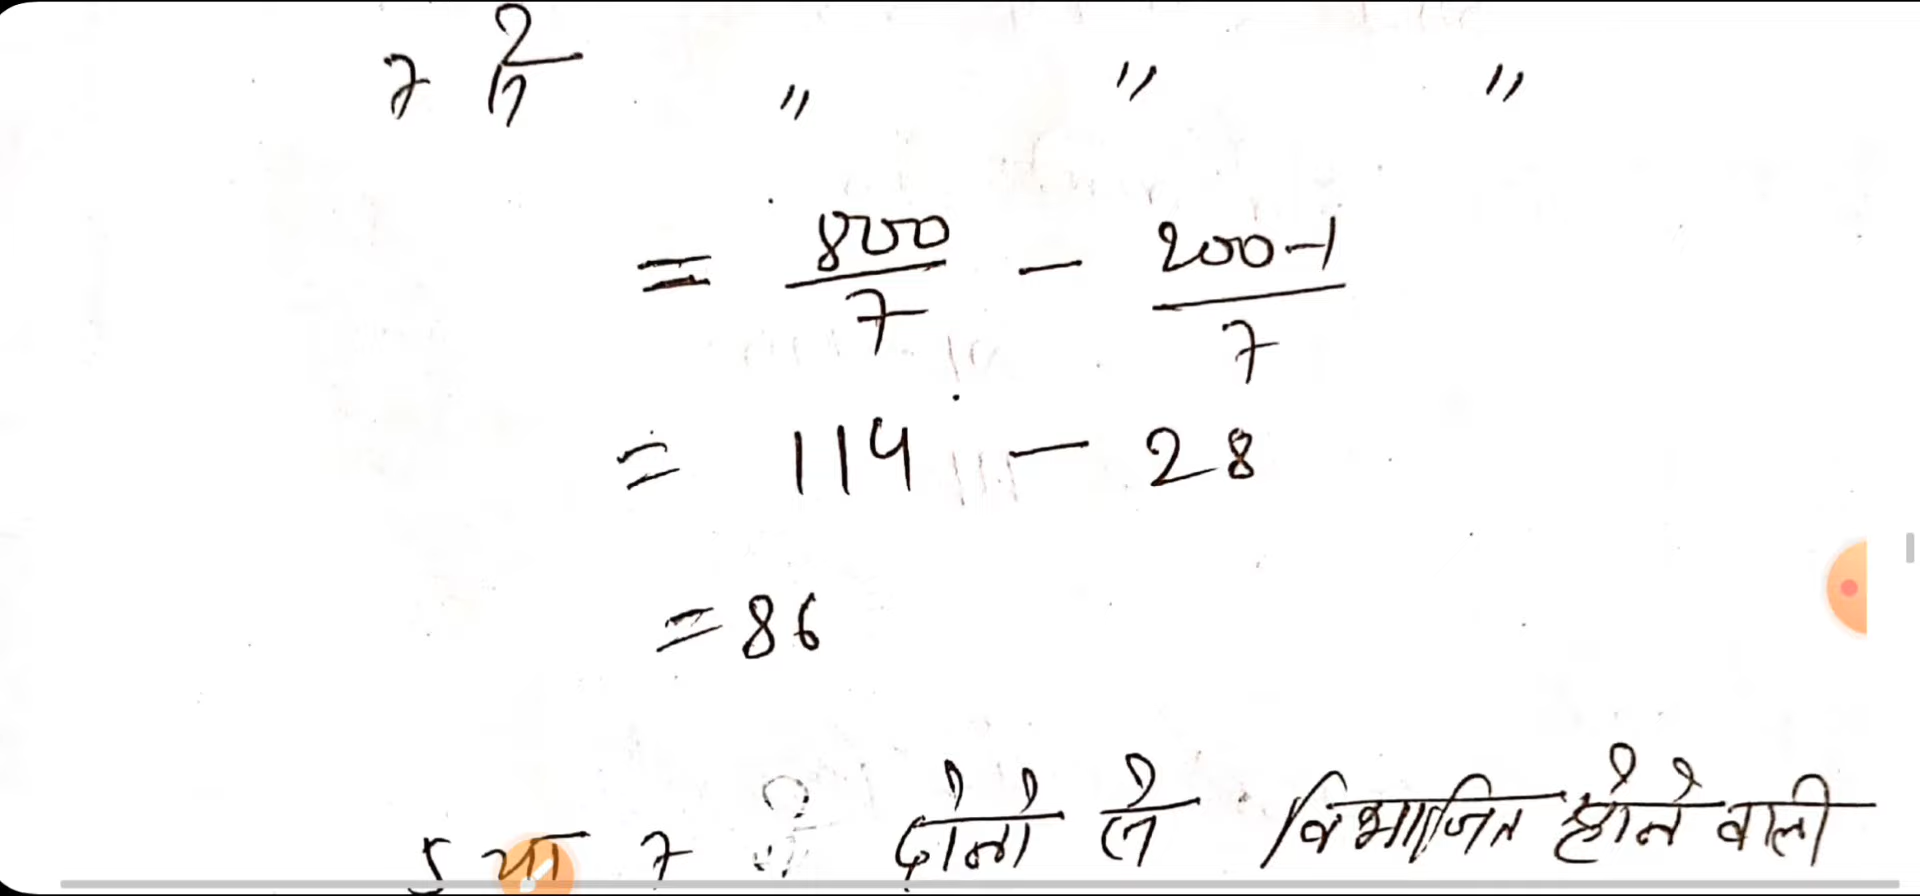 7 से " " "
= 800/7 - 200-1/7
= 114 - 28
= 86
5 या 7 दोनो से विभाजित होने वाली